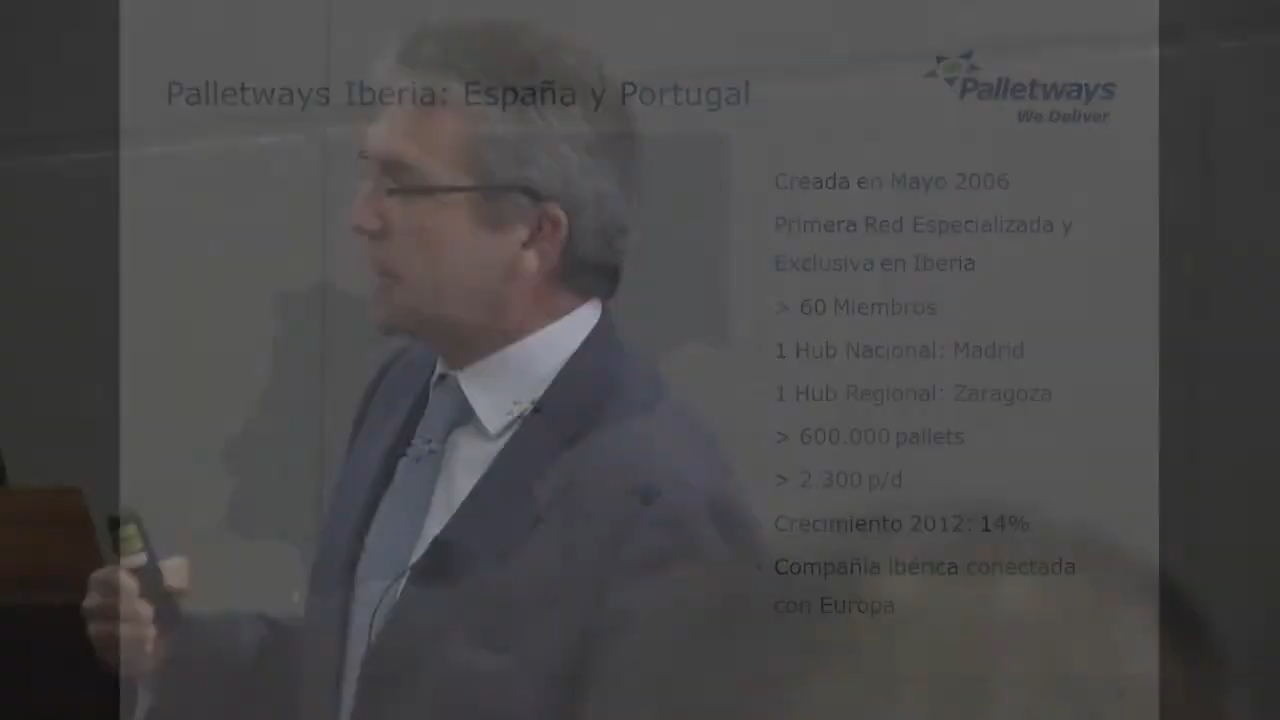 Palletways Iberia: España y Portugal
Palletways
We Deliver
Creada en Mayo 2006
Primera Red Especializada y
Exclusiva en Iberia
> 60 Miembros
1 Hub Nacional: Madrid
1 Hub Regional: Zaragoza
> 600.000 pallets
> 2.300 p/d
Crecimiento 2012: 14%
Compañia Ibérica conectada
con Europa